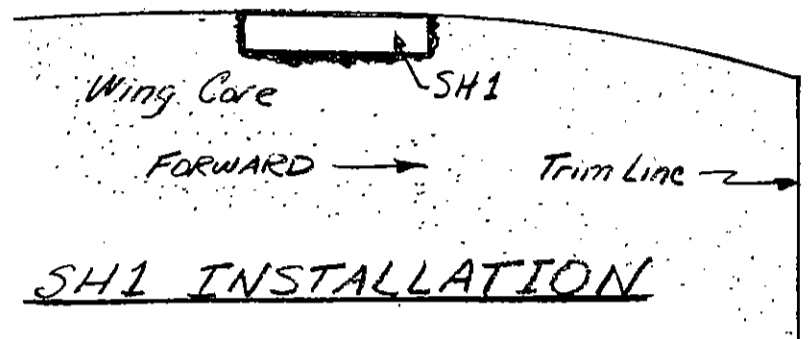 SH1
Wing Core
FORWARD
Trim Line
SH1 INSTALLATION